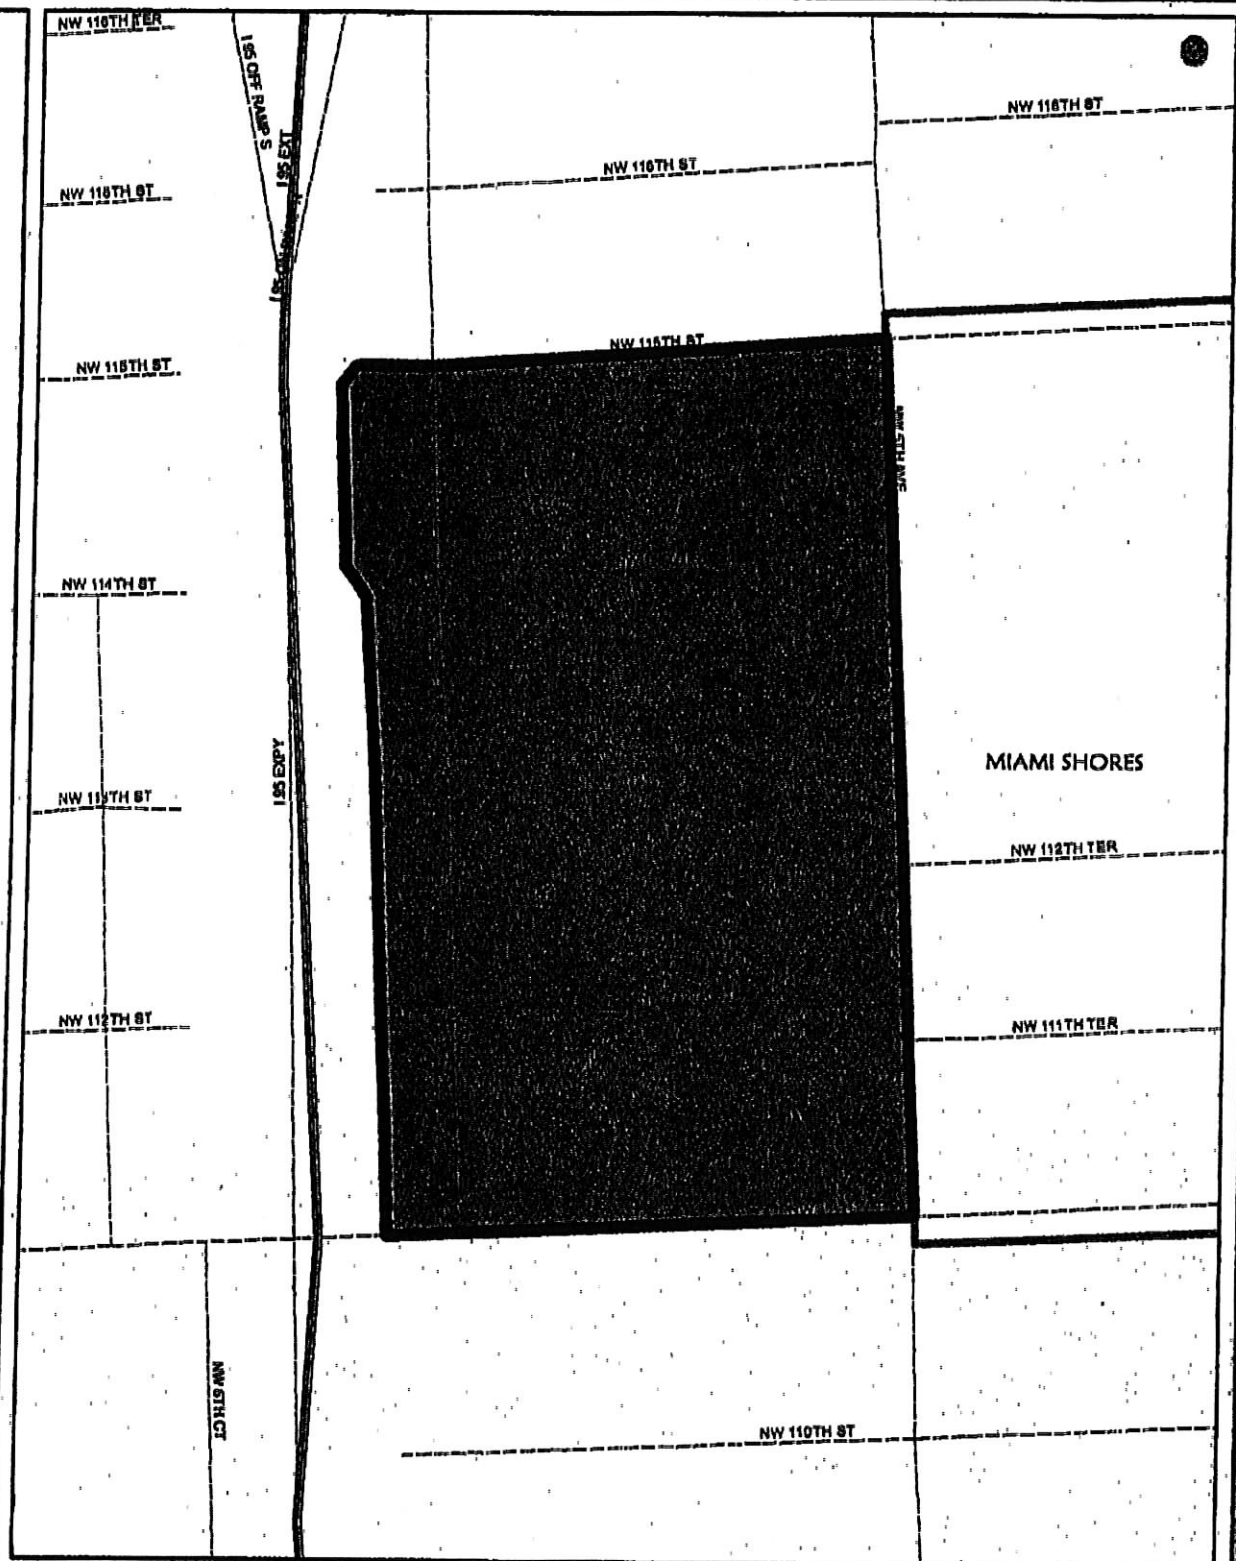 NW 116TH TER
I 95 OFF RAMP S
I 95 EXT
NW 116TH ST
NW 116TH ST
NW 116TH ST
NW 115TH ST
NW 115TH ST
NW 5TH AVE
NW 114TH ST
I 95 EXPY
MIAMI SHORES
NW 113TH ST
NW 112TH TER
NW 112TH ST
NW 111TH TER
NW 6TH CT
NW 110TH ST